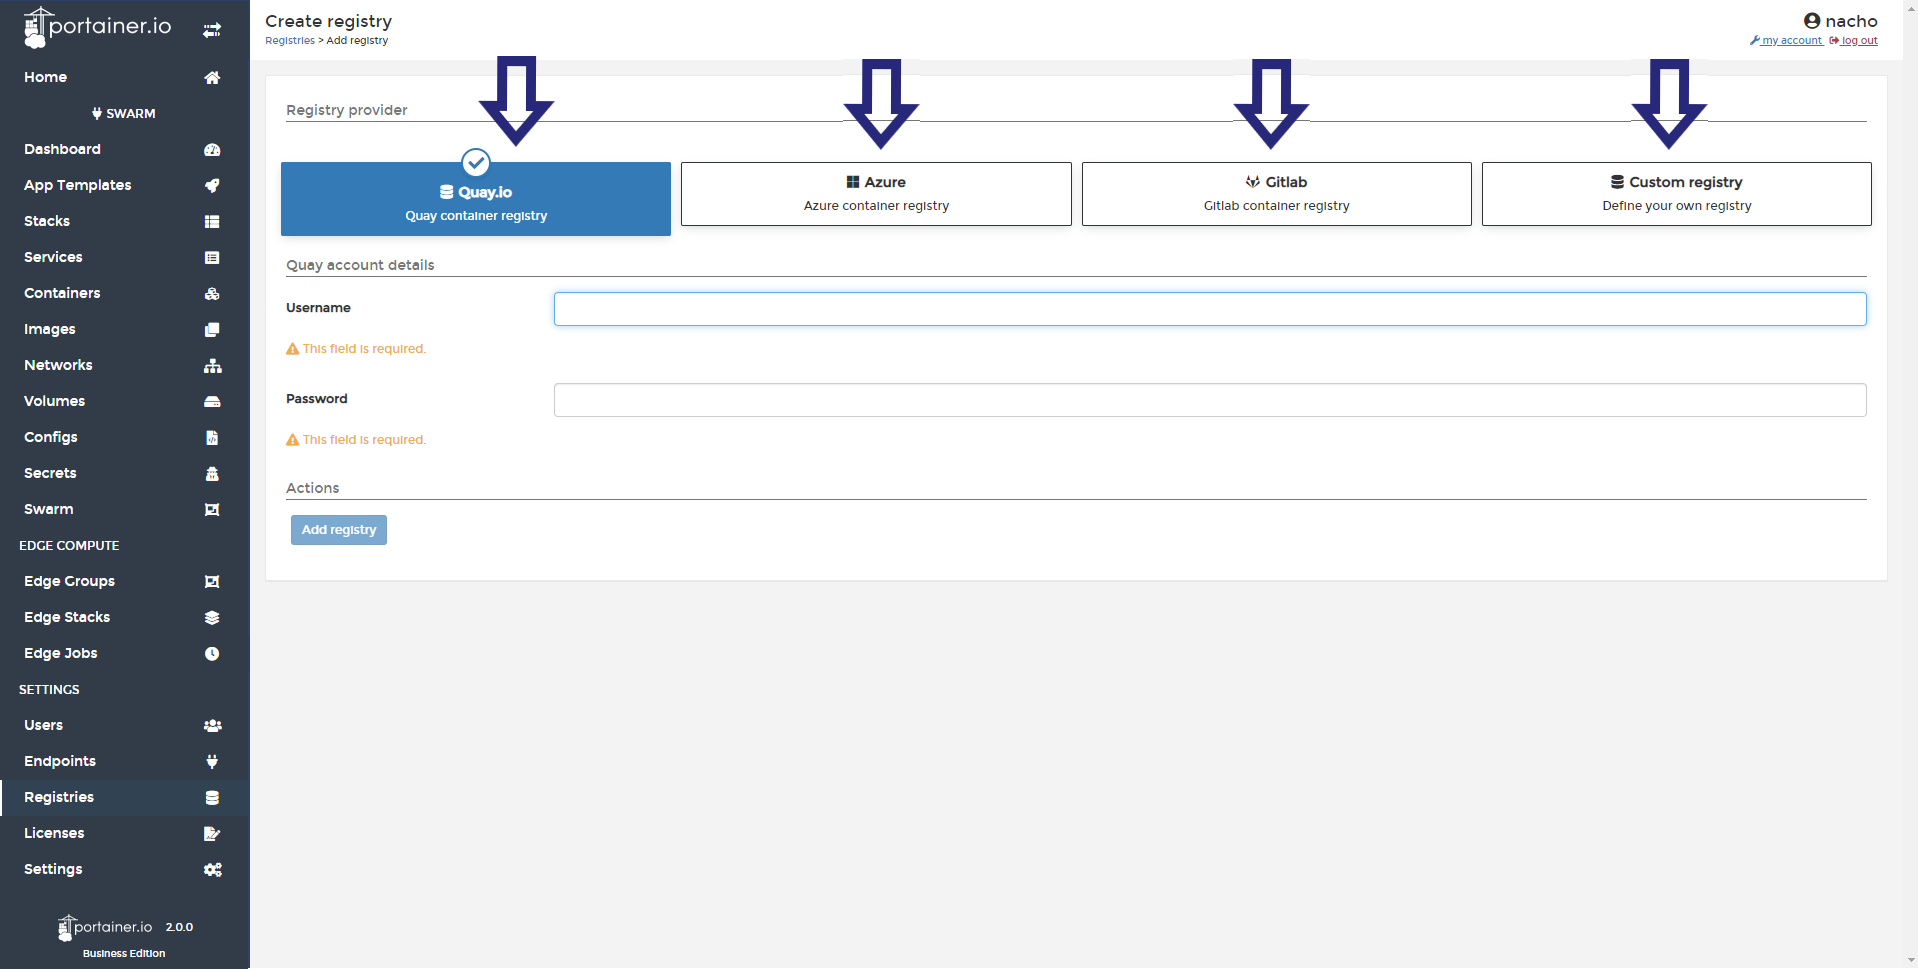 portainer.io
Home
SWARM
Dashboard
App Templates
Stacks
Services
Containers
Images
Networks
Volumes
Configs
Secrets
Swarm
EDGE COMPUTE
Edge Groups
Edge Stacks
Edge Jobs
SETTINGS
Users
Endpoints
Registries
Licenses
Settings
portainer.io 2.0.0
Business Edition
Create registry
Registries > Add registry
nacho
my account log out
Registry provider
Quay.io
Quay container registry
Azure
Azure container registry
Gitlab
Gitlab container registry
Custom registry
Define your own registry
Quay account details
Username
This field is required.
Password
This field is required.
Actions
Add registry